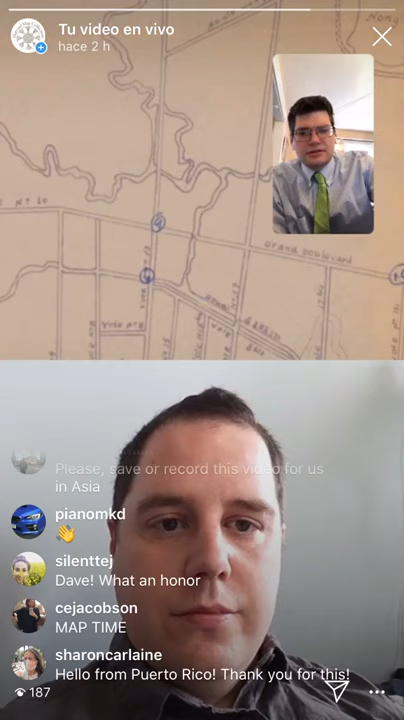 Tu video en vivo
hace 2 h
Grand boulevard
Please, save or record this video for us
in Asia
pianomkd
👋
silenttej
Dave! What an honor
cejacobson
MAP TIME
sharoncarlaine
Hello from Puerto Rico! Thank you for this!
187